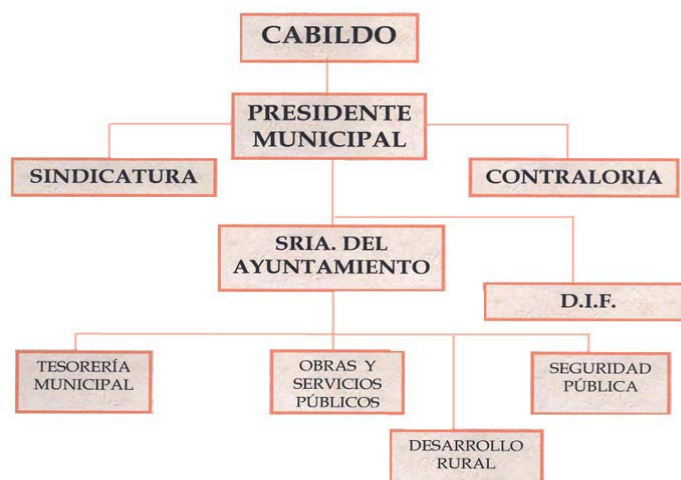 CABILDO
PRESIDENTE
MUNICIPAL
SINDICATURA
CONTRALORIA
SRIA. DEL
AYUNTAMIENTO
D.I.F.
TESORERÍA
MUNICIPAL
OBRAS Y
SERVICIOS
PÚBLICOS
SEGURIDAD
PÚBLICA
DESARROLLO
RURAL